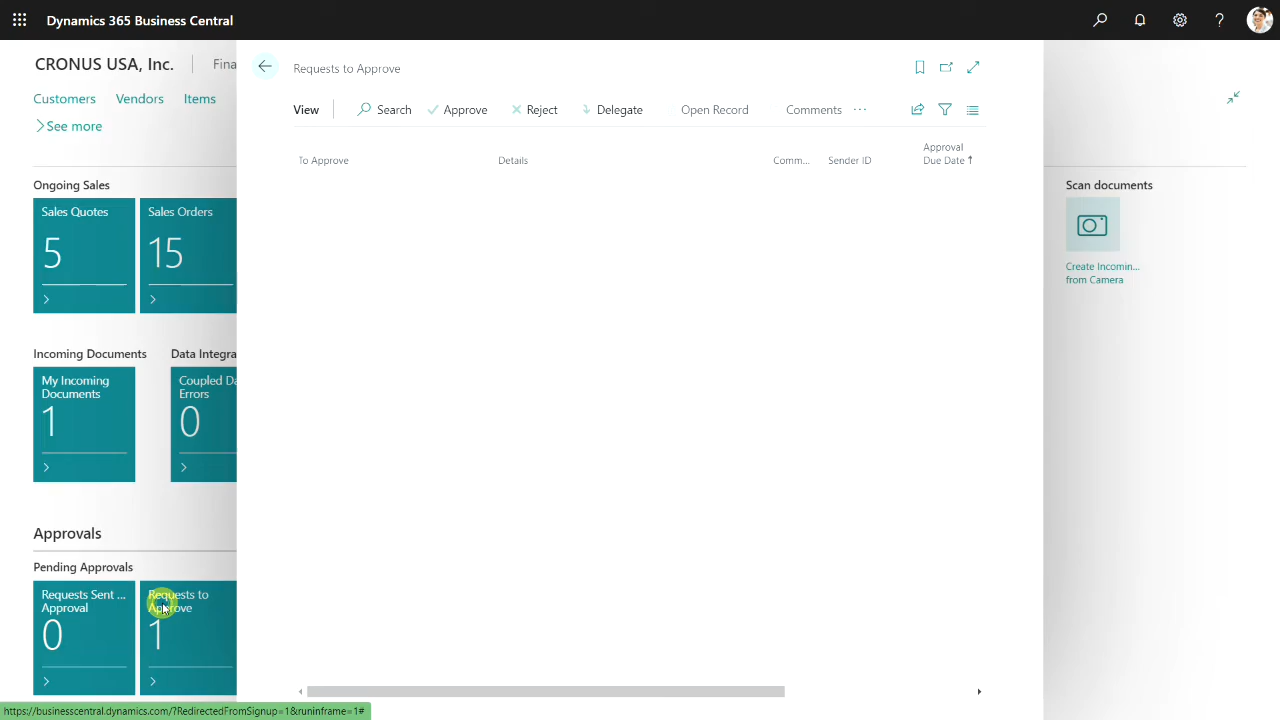 Dynamics 365 Business Central
CRONUS USA, Inc.
Fina
Customers Vendors Items
See more
Ongoing Sales
Sales Quotes
5
Sales Orders
15
Incoming Documents
My Incoming
Documents
1
Data Integra
Coupled Da
Errors
0
Approvals
Pending Approvals
Requests Sent ...
Approval
0
Requests to
Approve
1
Requests to Approve
View Search Approve Reject Delegate Open Record Comments ...
To Approve Details Comm... Sender ID Approval
Due Date ↑
Scan documents
Create Incomin...
from Camera
https://businesscentral.dynamics.com/?RedirectedFromSignup=1&runinframe=1#